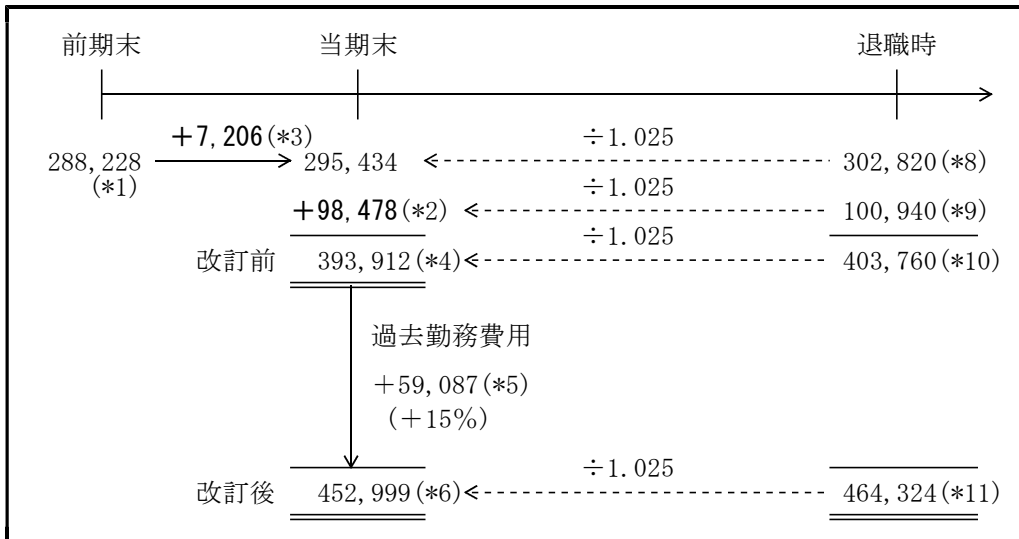 前期末 当期末 退職時
+7,206(*3) ÷1.025
288,228 295,434 302,820(*8)
(*1) ÷1.025
+98,478(*2) 100,940(*9)
÷1.025
改訂前 393,912(*4) 403,760(*10)
過去勤務費用
+59,087(*5)
(+15%)
÷1.025
改訂後 452,999(*6) 464,324(*11)